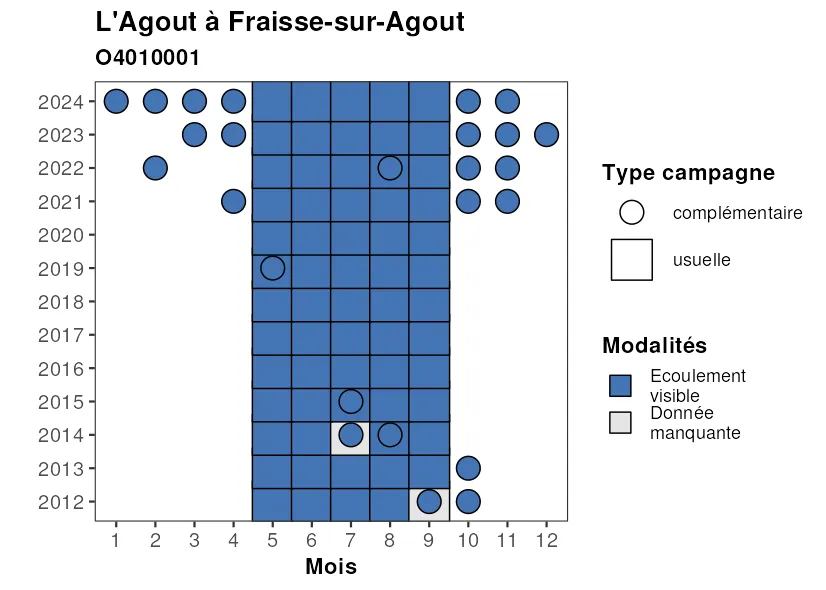 L'Agout à Fraisse-sur-Agout
O4010001
2024
2023
2022
2021
2020
2019
2018
2017
2016
2015
2014
2013
2012
1 2 3 4 5 6 7 8 9 10 11 12
Mois
Type campagne
complémentaire
usuelle
Modalités
Ecoulement
visible
Donnée
manquante